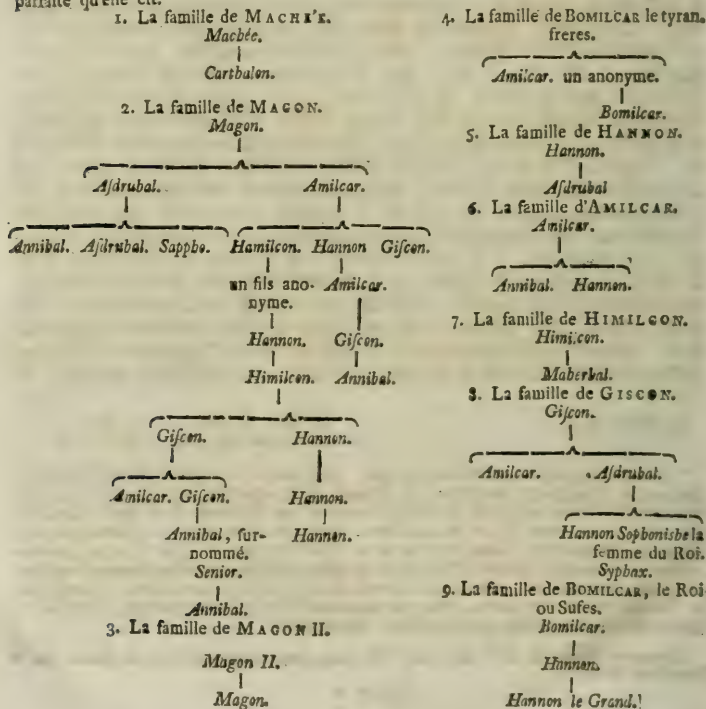 parfaite qu'elle est.
1. La famille de MACHÉE.
Machée.
Carthalon.
2. La famille de MAGON.
Magon.
Aſdrubal. Amilcar.
Annibal. Aſdrubal. Sappho. Hamilcon. Hannon Giſcon.
un fils ano- Amilcar.
nyme.
Hannon. Giſcon.
Himilcon. Annibal.
Giſcon. Hannon.
Amilcar. Giſcon. Hannon.
Annibal, ſur- Hannon.
nommé.
Senior.
Annibal.
3. La famille de MAGON II.
Magon II.
Magon.
4. La famille de BOMILCAR le tyran.
freres.
Amilcar. un anonyme.
Bomilcar.
5. La famille de HANNON.
Hannon.
Aſdrubal
6. La famille d'AMILCAR.
Amilcar.
Annibal. Hannon.
7. La famille de HIMILCON.
Himilcon.
Maherbal.
8. La famille de GISCON.
Giſcon.
Amilcar. Aſdrubal.
Hannon Sophonisbe la
femme du Roi.
Syphax.
9. La famille de BOMILCAR, le Roi
ou Sufes.
Bomilcar.
Hannon.
Hannon le Grand.